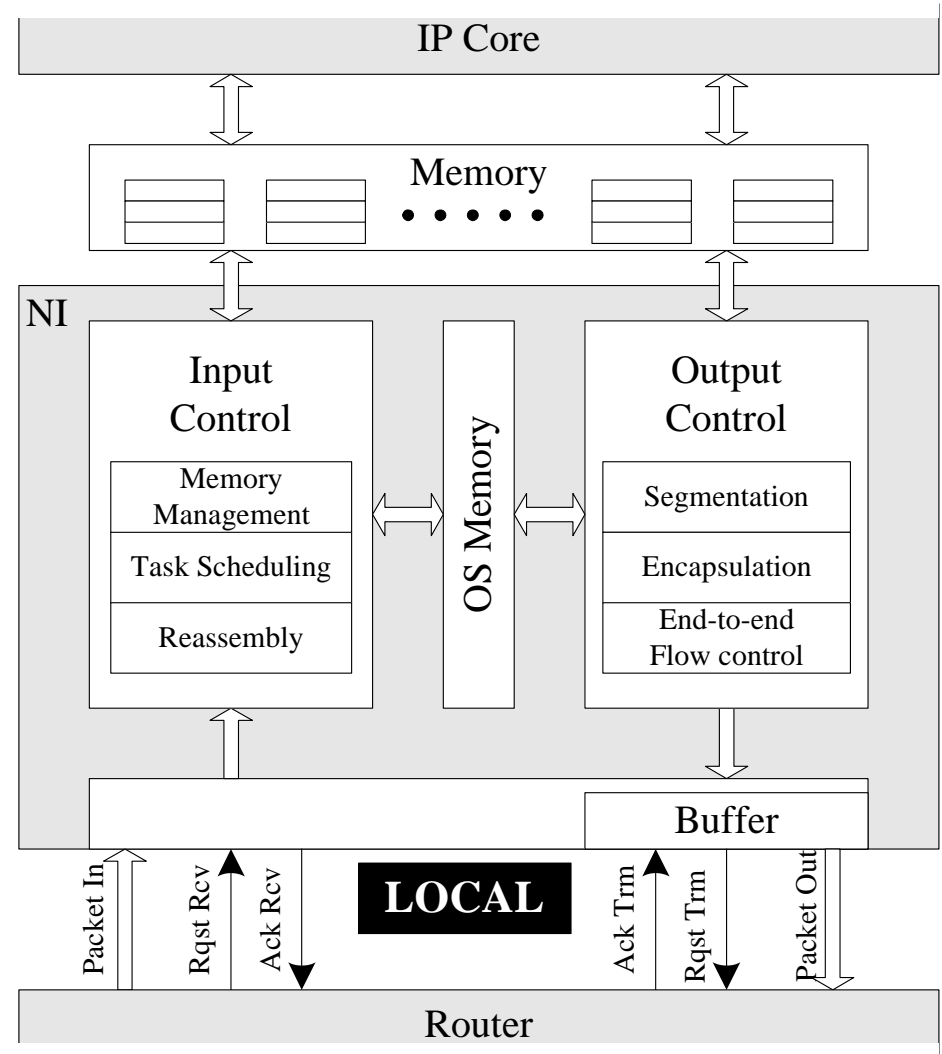 IP Core
Memory
NI
Input
Control
Memory
Management
Task Scheduling
Reassembly
OS Memory
Output
Control
Segmentation
Encapsulation
End-to-end
Flow control
Buffer
Packet In
Rqst Rcv
Ack Rcv
LOCAL
Ack Trm
Rqst Trm
Packet Out
Router